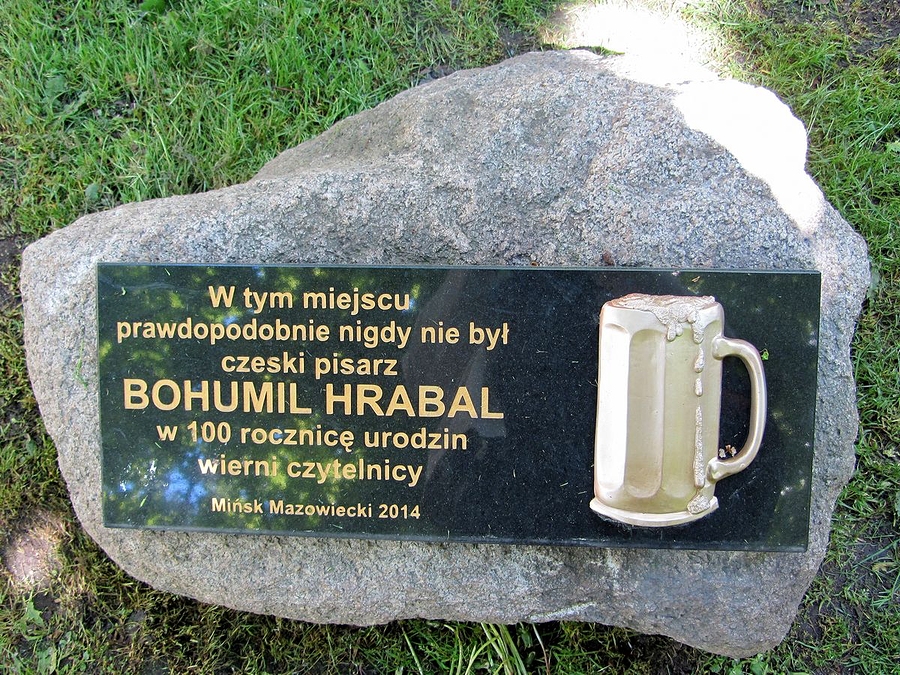 W tym miejscu
prawdopodobnie nigdy nie był
czeski pisarz
BOHUMIL HRABAL
w 100 rocznicę urodzin
wierni czytelnicy
Mińsk Mazowiecki 2014